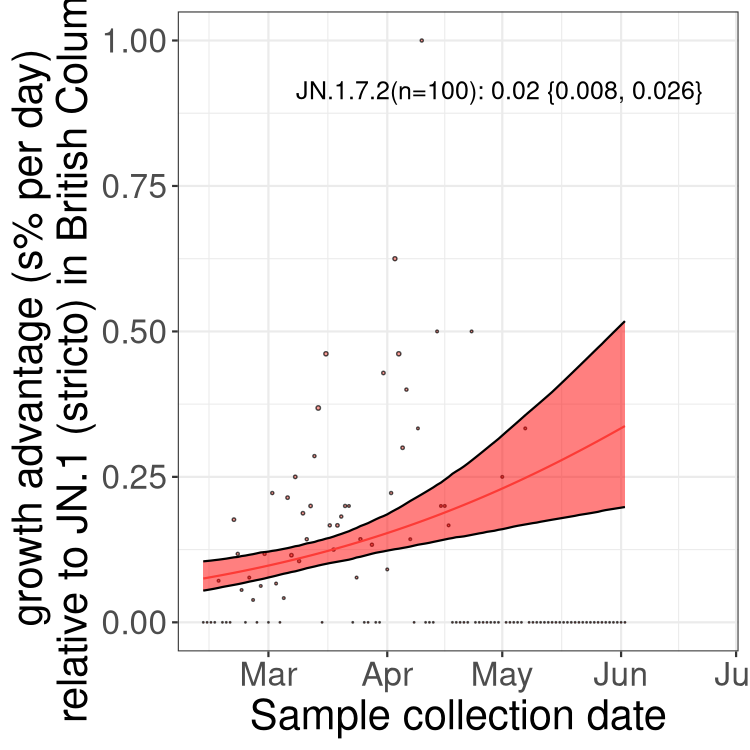 growth advantage (s% per day)
relative to JN.1 (stricto) in British Colum
1.00
0.75
0.50
0.25
0.00
JN.1.7.2(n=100): 0.02 {0.008, 0.026}
Mar Apr May Jun Ju
Sample collection date